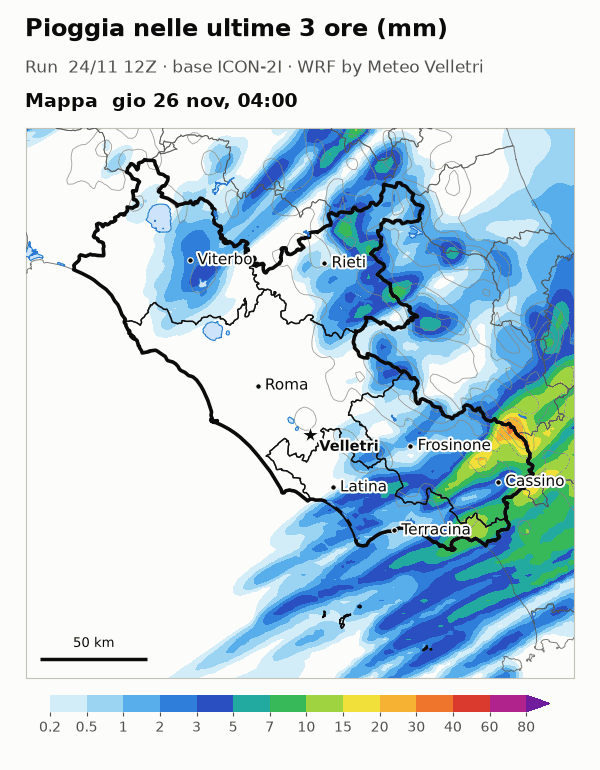 Pioggia nelle ultime 3 ore (mm)
Run 24/11 12Z · base ICON-2I · WRF by Meteo Velletri
Mappa gio 26 nov, 04:00
Viterbo
Rieti
Roma
Velletri
Frosinone
Latina
Cassino
Terracina
50 km
0.2 0.5 1 2 3 5 7 10 15 20 30 40 60 80